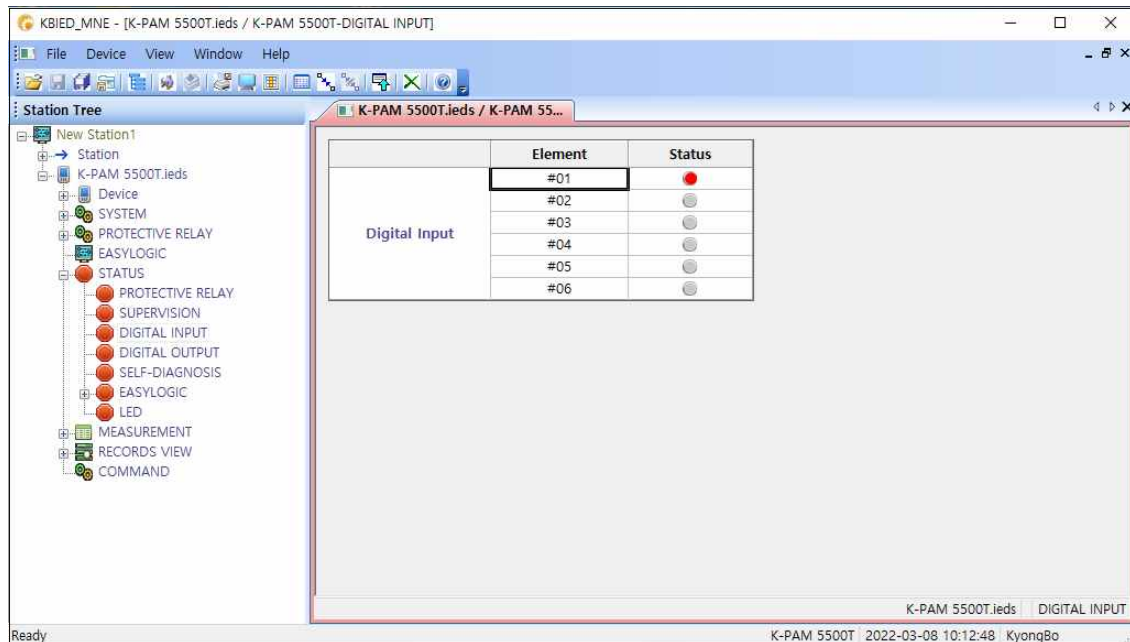 KBIED_MNE - [K-PAM 5500T.ieds / K-PAM 5500T-DIGITAL INPUT]
File Device View Window Help
Station Tree
K-PAM 5500T.ieds / K-PAM 55...
New Station1
Station
K-PAM 5500T.ieds
Device
SYSTEM
PROTECTIVE RELAY
EASYLOGIC
STATUS
PROTECTIVE RELAY
SUPERVISION
DIGITAL INPUT
DIGITAL OUTPUT
SELF-DIAGNOSIS
EASYLOGIC
LED
MEASUREMENT
RECORDS VIEW
COMMAND
Element Status
Digital Input
#01
#02
#03
#04
#05
#06
K-PAM 5500T.ieds DIGITAL INPUT
Ready K-PAM 5500T 2022-03-08 10:12:48 KyongBo